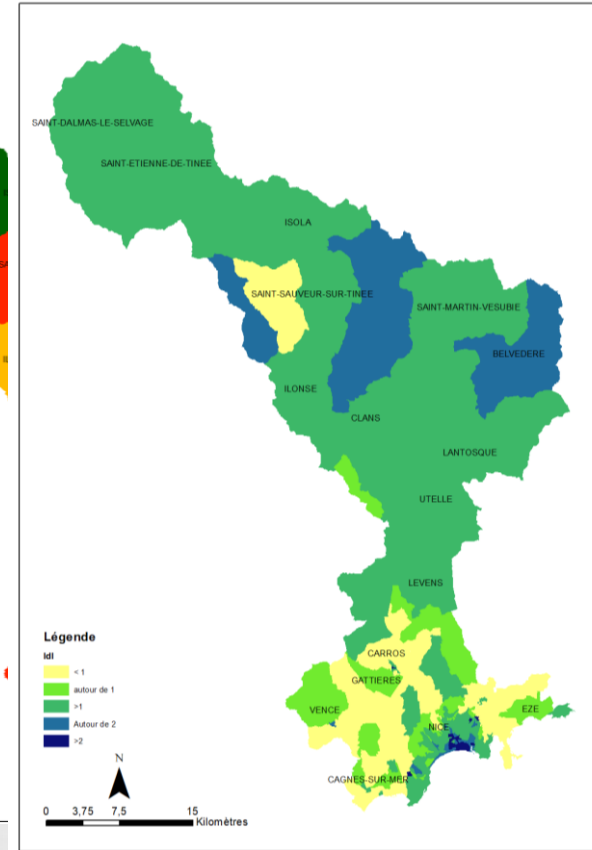 SAINT-DALMAS-LE-SELVAGE
SAINT-ETIENNE-DE-TINEE
ISOLA
SAINT-SAUVEUR-SUR-TINEE
SAINT-MARTIN-VESUBIE
BELVEDERE
ILONSE
CLANS
LANTOSQUE
UTELLE
LEVENS
CARROS
GATTIERES
VENCE
EZE
NICE
CAGNES-SUR-MER
Légende
Idl
< 1
autour de 1
>1
Autour de 2
>2
N
0 3,75 7,5 15
Kilomètres